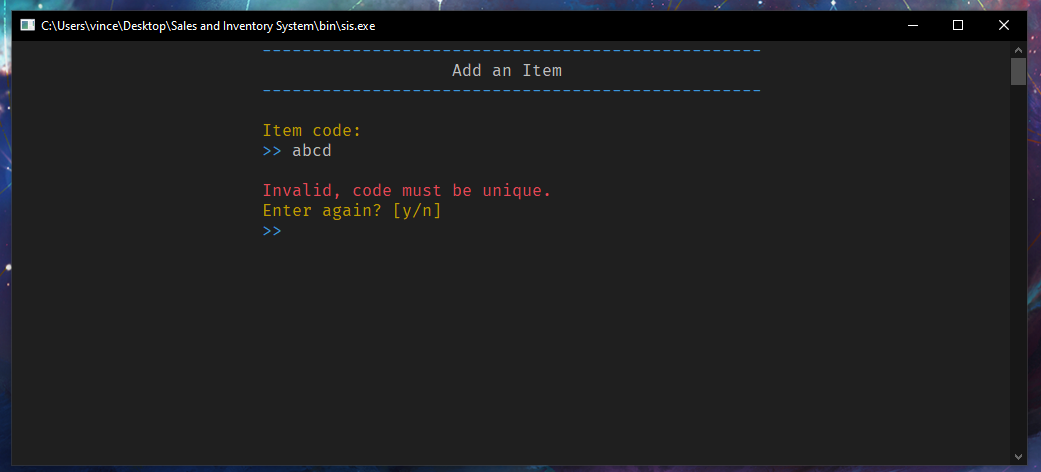 C:\Users\vince\Desktop\Sales and Inventory System\bin\sis.exe
--------------------------------------------------
Add an Item
--------------------------------------------------
Item code:
>> abcd
Invalid, code must be unique.
Enter again? [y/n]
>>